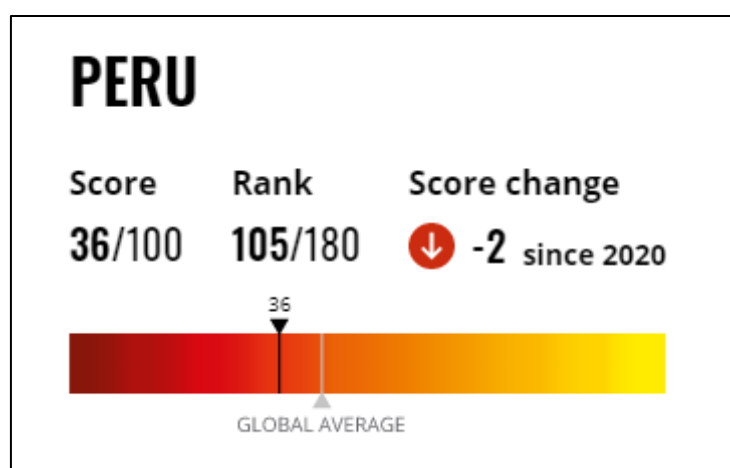 PERU
Score Rank Score change
36/100 105/180 -2 since 2020
36
GLOBAL AVERAGE